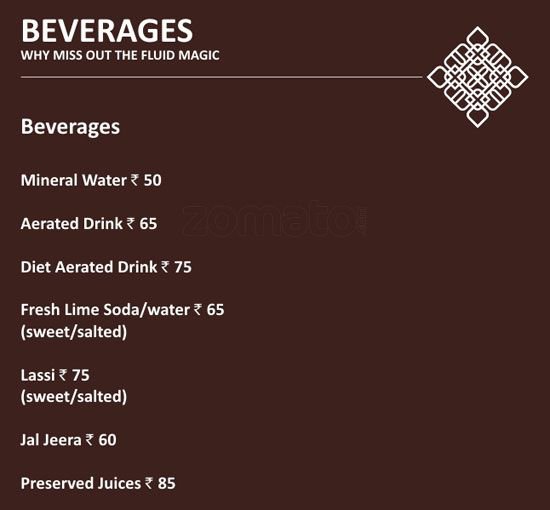 BEVERAGES
WHY MISS OUT THE FLUID MAGIC
Beverages
Mineral Water ₹ 50
zomato.com
Aerated Drink ₹ 65
Diet Aerated Drink ₹ 75
Fresh Lime Soda/water ₹ 65
(sweet/salted)
Lassi ₹ 75
(sweet/salted)
Jal Jeera ₹ 60
Preserved Juices ₹ 85